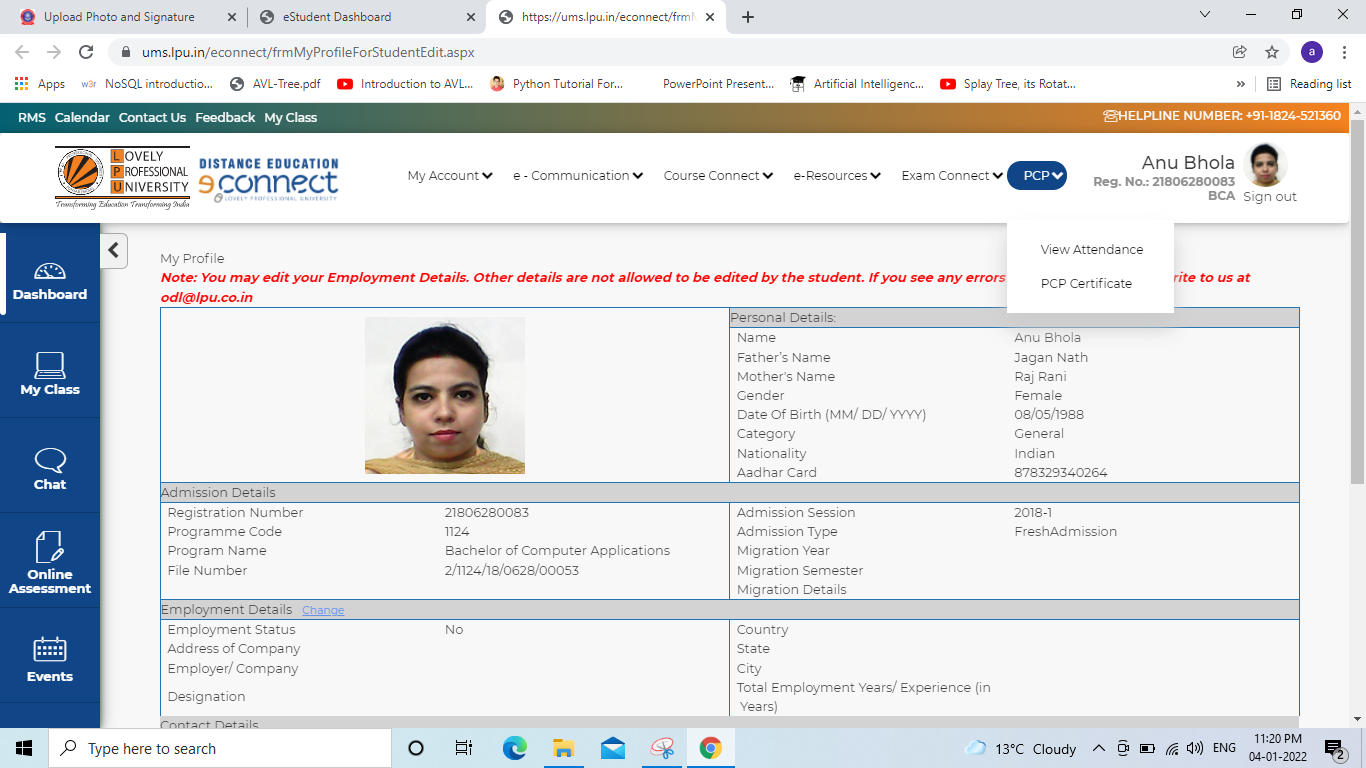 Upload Photo and Signature
eStudent Dashboard
https://ums.lpu.in/econnect/frmM
ums.lpu.in/econnect/frmMyProfileForStudentEdit.aspx
a
Apps
w3r NoSQL introductio...
AVL-Tree.pdf
Introduction to AVL...
Python Tutorial For...
PowerPoint Present...
Artificial Intelligenc...
Splay Tree, its Rotat...
»
Reading list
RMS Calendar Contact Us Feedback My Class
HELPLINE NUMBER: +91-1824-521360
LOVELY
PROFESSIONAL
UNIVERSITY
Transforming Education Transforming India
DISTANCE EDUCATION
econnect
LOVELY PROFESSIONAL UNIVERSITY
My Account
e - Communication
Course Connect
e-Resources
Exam Connect
PCP
Anu Bhola
Reg. No.: 21806280083
BCA
Sign out
View Attendance
PCP Certificate
Dashboard
My Class
Chat
Online
Assessment
Events
My Profile
Note: You may edit your Employment Details. Other details are not allowed to be edited by the student. If you see any errors rite to us at
odl@lpu.co.in
Personal Details:
Name Anu Bhola
Father's Name Jagan Nath
Mother's Name Raj Rani
Gender Female
Date Of Birth (MM/ DD/ YYYY) 08/05/1988
Category General
Nationality Indian
Aadhar Card 878329340264
Admission Details
Registration Number 21806280083 Admission Session 2018-1
Programme Code 1124 Admission Type FreshAdmission
Program Name Bachelor of Computer Applications Migration Year
File Number 2/1124/18/0628/00053 Migration Semester
Migration Details
Employment Details Change
Employment Status No Country
Address of Company State
Employer/ Company City
Designation Total Employment Years/ Experience (in
Years)
Contact Details
Type here to search
13°C Cloudy
ENG
11:20 PM
04-01-2022
2